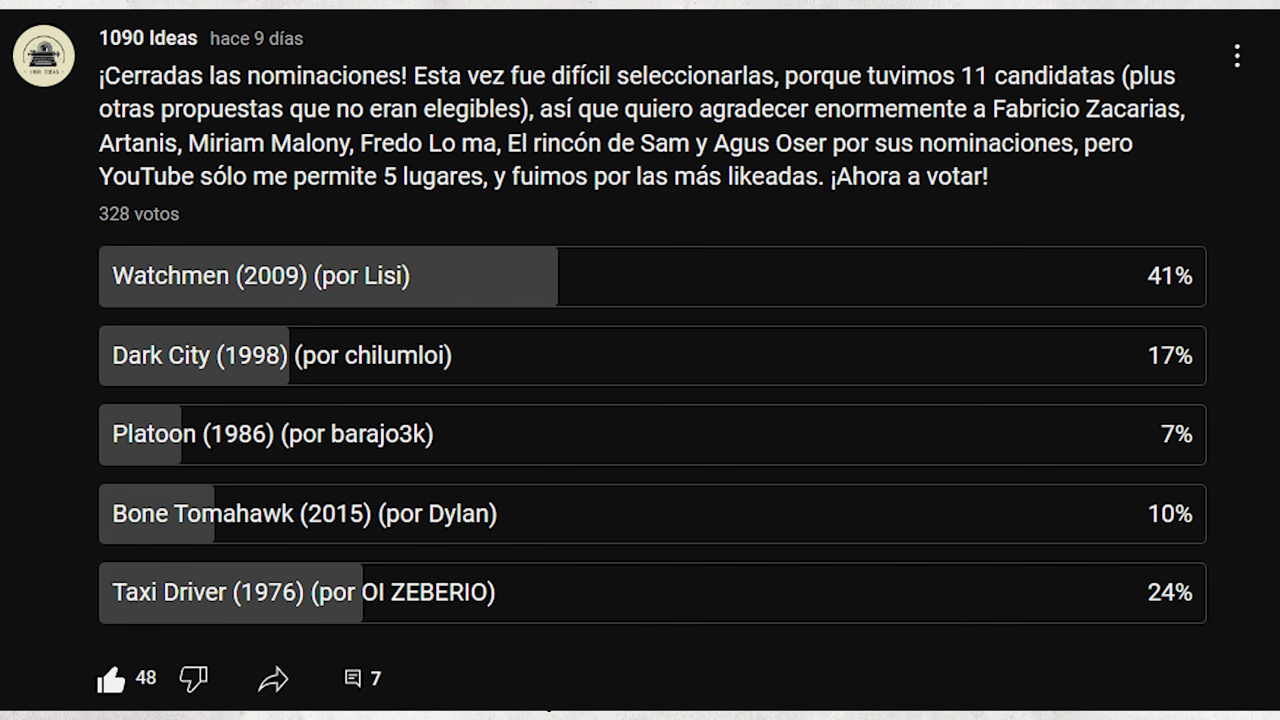 1090 Ideas hace 9 días
¡Cerradas las nominaciones! Esta vez fue difícil seleccionarlas, porque tuvimos 11 candidatas (plus
otras propuestas que no eran elegibles), así que quiero agradecer enormemente a Fabricio Zacarias,
Artanis, Miriam Malony, Fredo Lo ma, El rincón de Sam y Agus Oser por sus nominaciones, pero
YouTube sólo me permite 5 lugares, y fuimos por las más likeadas. ¡Ahora a votar!
328 votos
Watchmen (2009) (por Lisi) 41%
Dark City (1998) (por chilumloi) 17%
Platoon (1986) (por barajo3k) 7%
Bone Tomahawk (2015) (por Dylan) 10%
Taxi Driver (1976) (por OI ZEBERIO) 24%
48 7